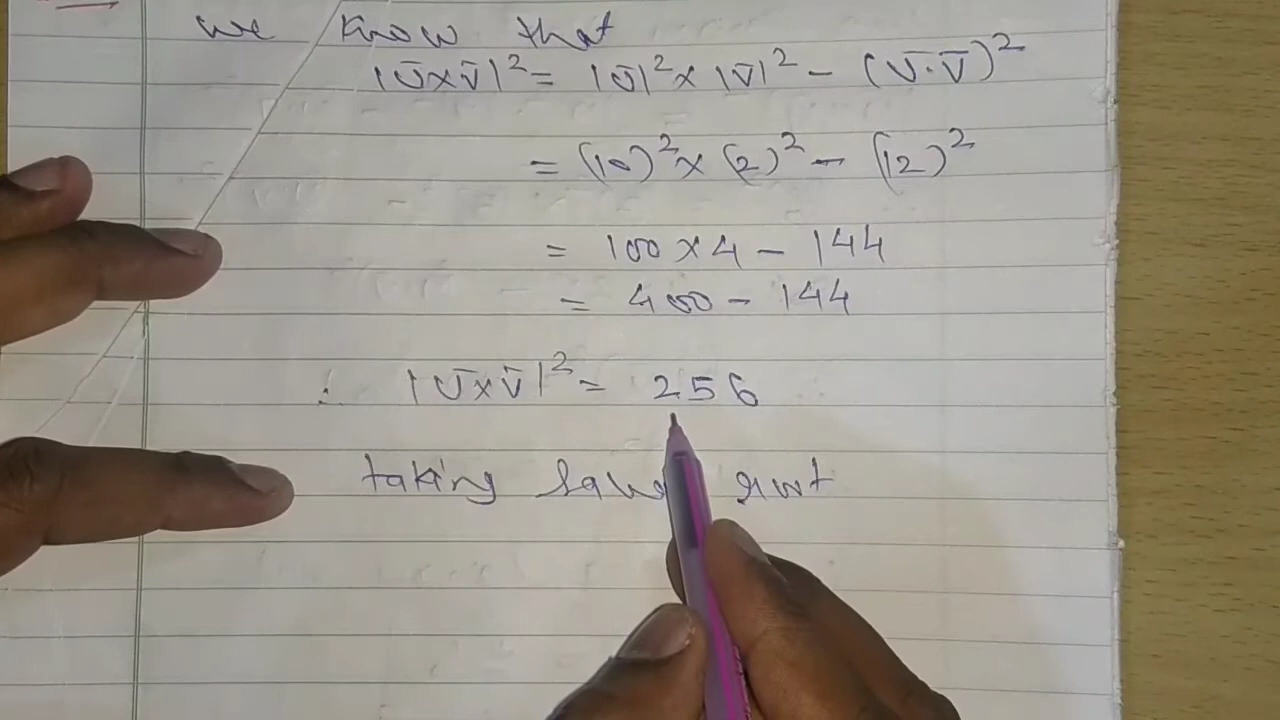 we know that
|Ū×v̄|² = |Ū|² × |v̄|² - (Ū·v̄)²
= (10)² × (2)² - (12)²
= 100 × 4 - 144
= 400 - 144
∴ |Ū×v̄|² = 256
taking root